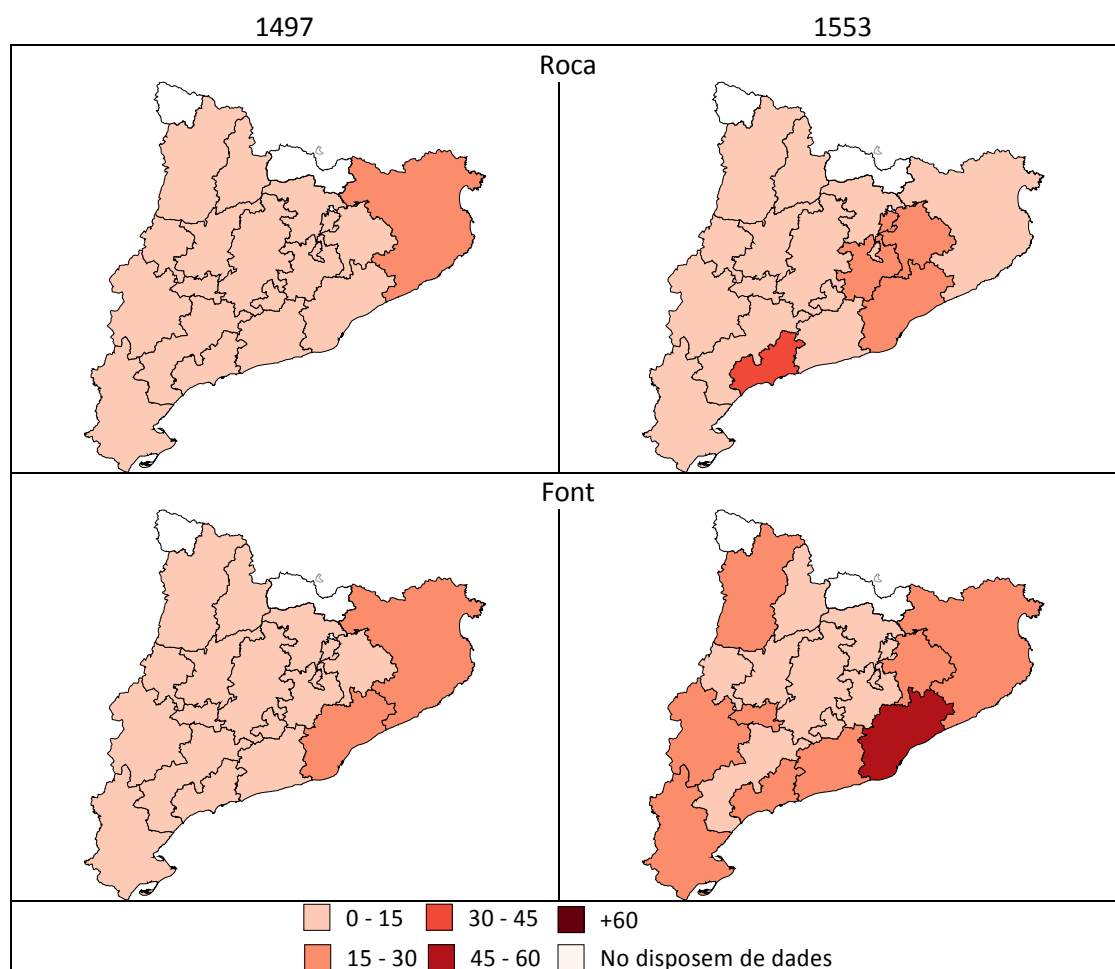 1497 1553
Roca
Font
0 - 15 30 - 45 +60
15 - 30 45 - 60 No disposem de dades